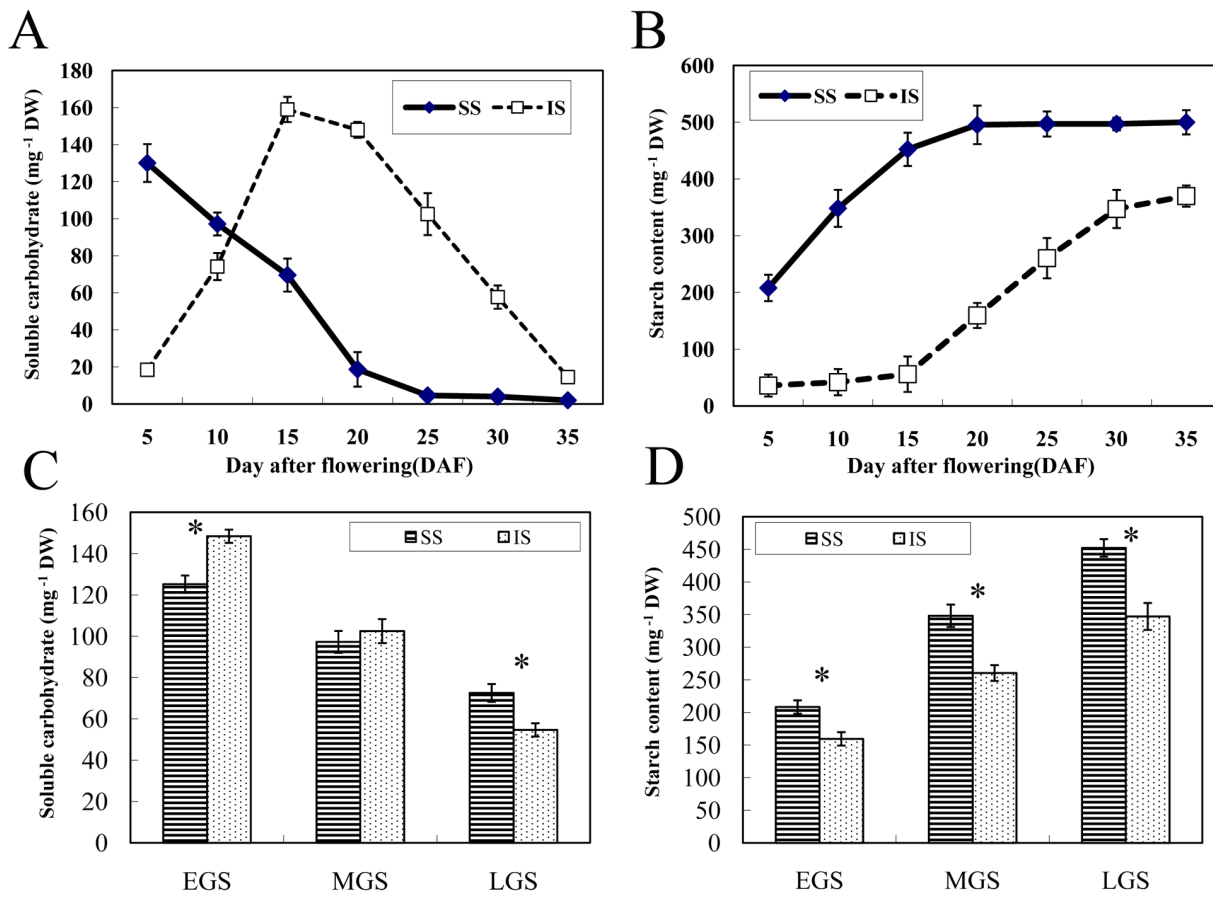 A
Soluble carbohydrate (mg⁻¹ DW)
180
160
140
120
100
80
60
40
20
0
SS IS
5 10 15 20 25 30 35
Day after flowering(DAF)
B
Starch content (mg⁻¹ DW)
600
500
400
300
200
100
0
SS IS
5 10 15 20 25 30 35
Day after flowering(DAF)
C
Soluble carbohydrate (mg⁻¹ DW)
160
140
120
100
80
60
40
20
0
SS IS
*
*
EGS MGS LGS
D
Starch content (mg⁻¹ DW)
500
450
400
350
300
250
200
150
100
50
0
SS IS
*
*
*
EGS MGS LGS